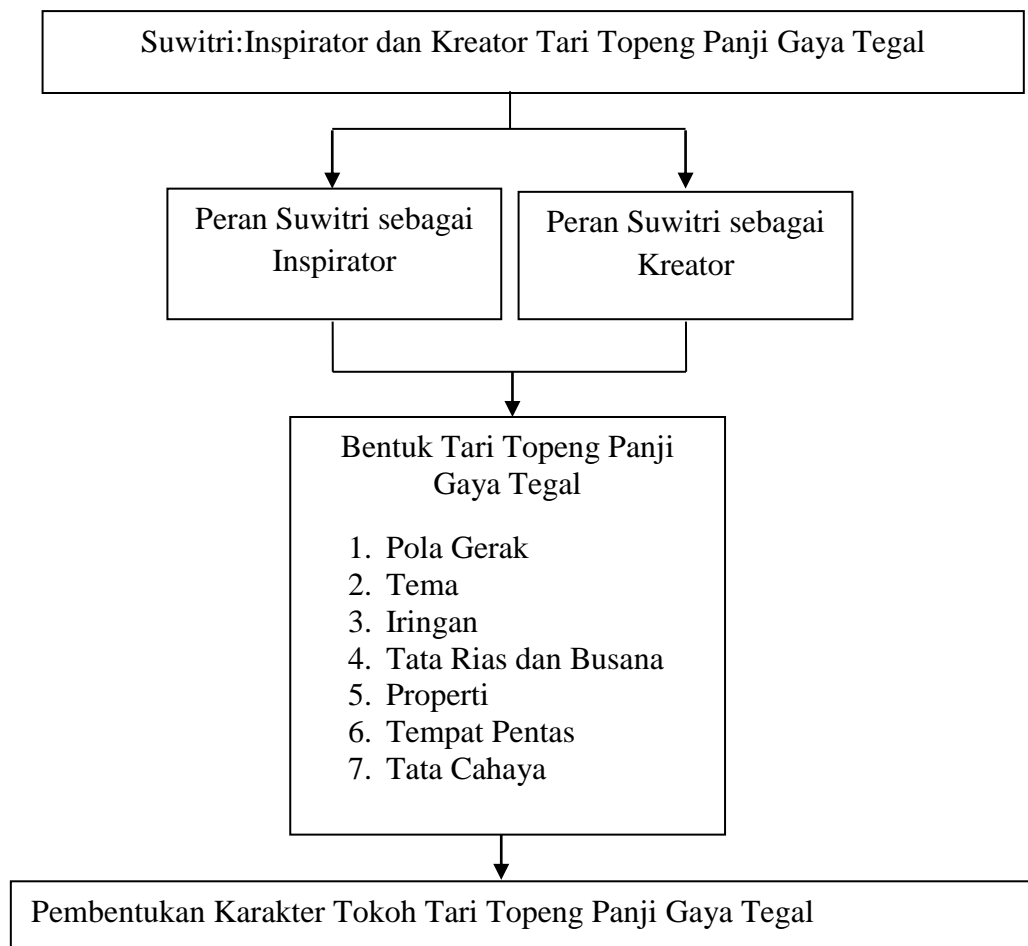 Suwitri:Inspirator dan Kreator Tari Topeng Panji Gaya Tegal
Peran Suwitri sebagai
Inspirator
Peran Suwitri sebagai
Kreator
Bentuk Tari Topeng Panji
Gaya Tegal
1. Pola Gerak
2. Tema
3. Iringan
4. Tata Rias dan Busana
5. Properti
6. Tempat Pentas
7. Tata Cahaya
Pembentukan Karakter Tokoh Tari Topeng Panji Gaya Tegal